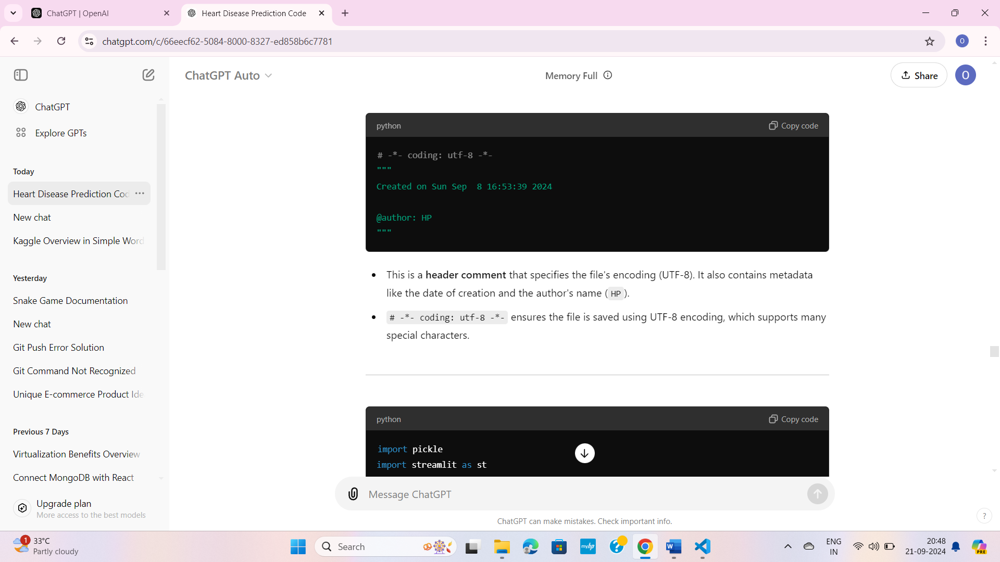 ChatGPT | OpenAI
Heart Disease Prediction Code
chatgpt.com/c/66eecf62-5084-8000-8327-ed858b6c7781
O
ChatGPT Auto
Memory Full
Share
O
ChatGPT
Explore GPTs
Today
Heart Disease Prediction Cod
New chat
Kaggle Overview in Simple Word
Yesterday
Snake Game Documentation
New chat
Git Push Error Solution
Git Command Not Recognized
Unique E-commerce Product Ide
Previous 7 Days
Virtualization Benefits Overview
Connect MongoDB with React
Upgrade plan
More access to the best models
python
Copy code
# -*- coding: utf-8 -*-
"""
Created on Sun Sep  8 16:53:39 2024
@author: HP
"""
This is a header comment that specifies the file's encoding (UTF-8). It also contains metadata
like the date of creation and the author's name (HP).
# -*- coding: utf-8 -*- ensures the file is saved using UTF-8 encoding, which supports many
special characters.
python
Copy code
import pickle
import streamlit as st
Message ChatGPT
ChatGPT can make mistakes. Check important info.
?
1
33°C
Partly cloudy
Search
myhp
ENG
IN
20:48
21-09-2024
PRE